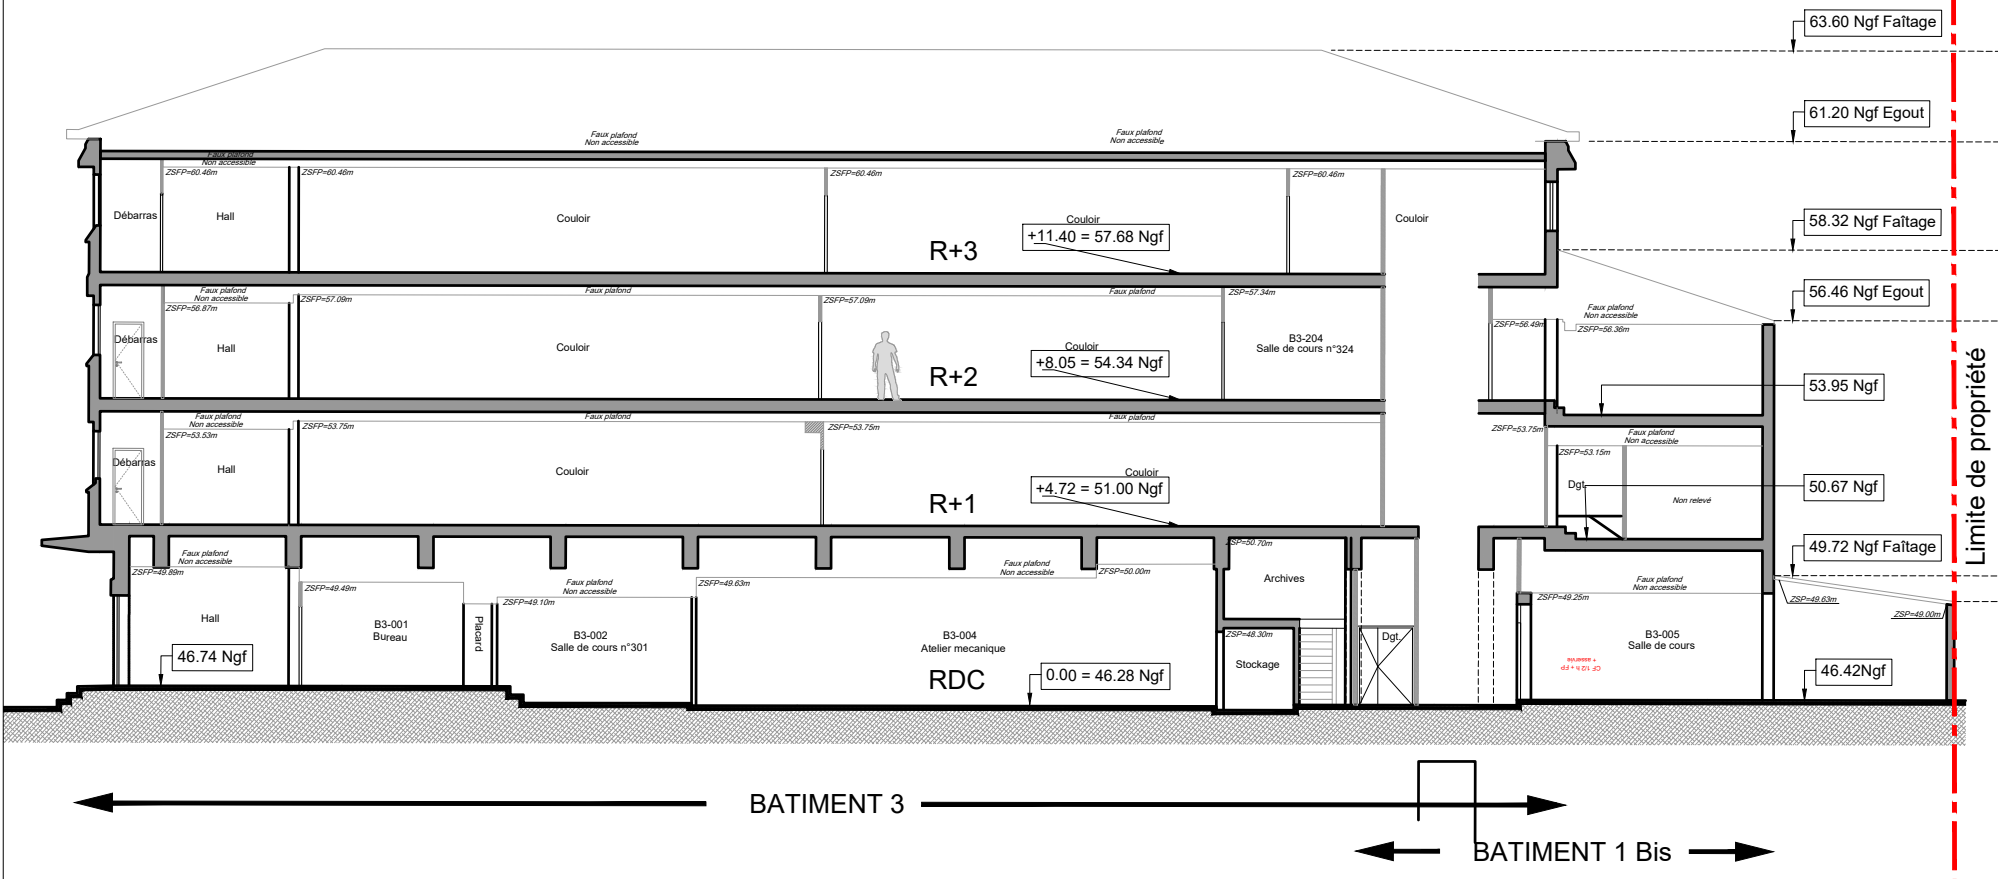 63.60 Ngf Faîtage
61.20 Ngf Egout
58.32 Ngf Faîtage
56.46 Ngf Egout
53.95 Ngf
50.67 Ngf
49.72 Ngf Faîtage
46.42Ngf
Limite de propriété
Faux plafond
Non accessible
Faux plafond
Non accessible
Faux plafond
Non accessible
ZSFP=60.46m
ZSFP=60.46m
ZSFP=60.46m
ZSFP=60.46m
Débarras
Hall
Couloir
Couloir
Couloir
R+3
+11.40 = 57.68 Ngf
Faux plafond
Non accessible
Faux plafond
Faux plafond
ZSFP=56.87m
ZSFP=57.09m
ZSFP=57.09m
ZSP=57.34m
ZSFP=56.49m
Faux plafond
Non accessible
ZSFP=56.36m
Débarras
Hall
Couloir
Couloir
B3-204
Salle de cours n°324
R+2
+8.05 = 54.34 Ngf
Faux plafond
Non accessible
Faux plafond
Faux plafond
ZSFP=53.53m
ZSFP=53.75m
ZSFP=53.75m
ZSFP=53.75m
Faux plafond
Non accessible
ZSFP=53.15m
Débarras
Hall
Couloir
Couloir
R+1
+4.72 = 51.00 Ngf
Dgt
Non relevé
Faux plafond
Non accessible
ZSFP=49.89m
ZSFP=49.49m
Faux plafond
Non accessible
ZSFP=49.10m
ZSFP=49.63m
Faux plafond
Non accessible
ZFSP=50.00m
ZSP=50.70m
Archives
Faux plafond
Non accessible
ZSFP=49.25m
ZSP=49.63m
ZSP=49.00m
Hall
46.74 Ngf
B3-001
Bureau
Placard
B3-002
Salle de cours n°301
B3-004
Atelier mecanique
RDC
0.00 = 46.28 Ngf
ZSP=48.30m
Stockage
Dgt.
B3-005
Salle de cours
CF 1/2 h + FP
+ asservie
BATIMENT 3
BATIMENT 1 Bis